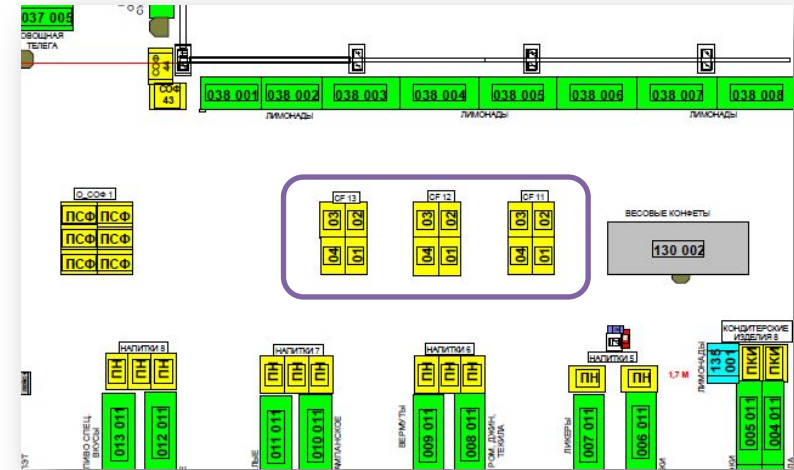 037 005
ОВОЩНАЯ
ТЕЛЕГА
СОФ
44
СОФ
43
038 001 038 002 038 003 038 004 038 005 038 006 038 007 038 008
ЛИМОНАДЫ ЛИМОНАДЫ ЛИМОНАДЫ
О_СОФ 1
ПСФ ПСФ
ПСФ ПСФ
ПСФ ПСФ
CF 13 CF 12 CF 11
03 02 03 02 03 02
04 01 04 01 04 01
ВЕСОВЫЕ КОНФЕТЫ
130 002
НАПИТКИ 8 НАПИТКИ 7 НАПИТКИ 6 НАПИТКИ 5
КОНДИТЕРСКИЕ
ИЗДЕЛИЯ 8
ПН ПН ПН ПН ПН ПН ПН ПН ПН ПН ПН
1,7 М
ЛИМОНАДЫ
135
001
ПКИ ПКИ
ПИВО СПЕЦ.
ВКУСЫ
013 011 012 011
011 011 010 011
ВЕРМУТЫ
009 011 008 011
РОМ, ДЖИН,
ТЕКИЛА
ЛИКЕРЫ
007 011 006 011
005 011 004 011